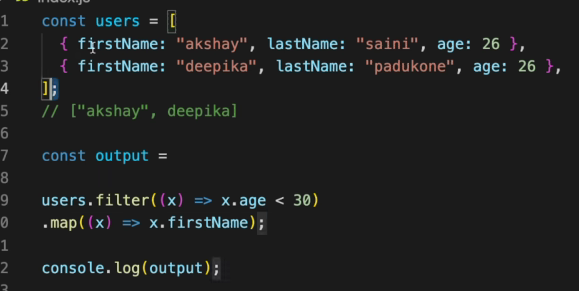 1 const users = [
2 { firstName: "akshay", lastName: "saini", age: 26 },
3 { firstName: "deepika", lastName: "padukone", age: 26 },
4 ];
5 // ["akshay", deepika]
6
7 const output =
8
9 users.filter((x) => x.age < 30)
0 .map((x) => x.firstName);
1
2 console.log(output);
3